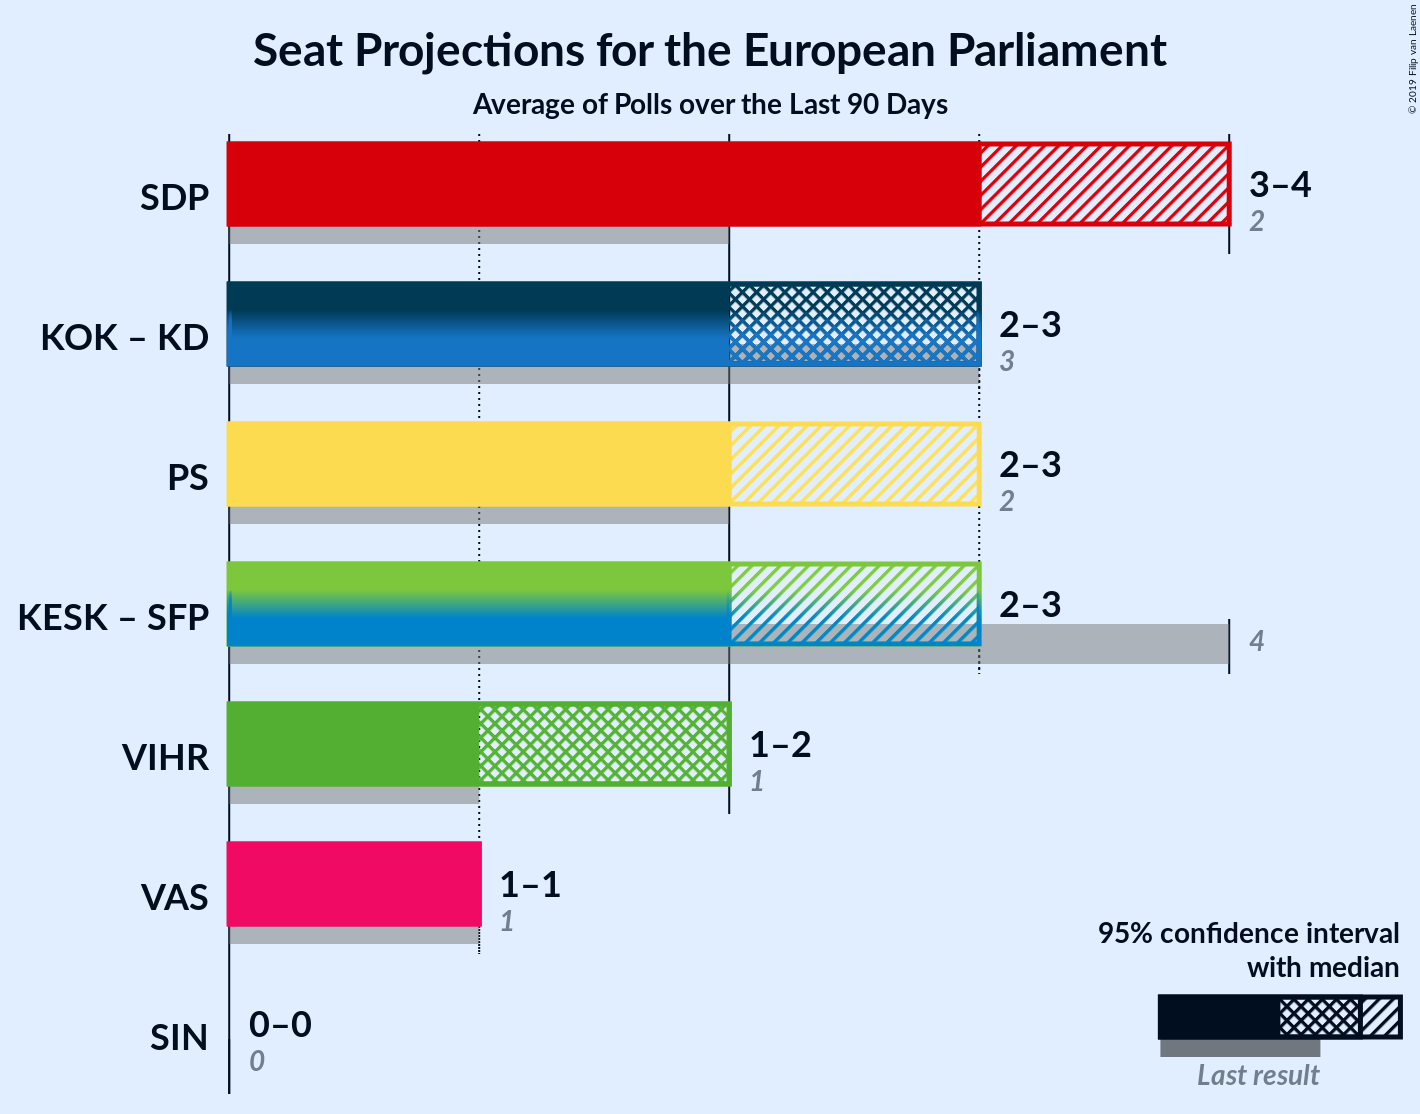 Seat Projections for the European Parliament
Average of Polls over the Last 90 Days
© 2019 Filip van Laenen
SDP
3–4
2
KOK – KD
2–3
3
PS
2–3
2
KESK – SFP
2–3
4
VIHR
1–2
1
VAS
1–1
1
SIN
0–0
0
95% confidence interval
with median
Last result